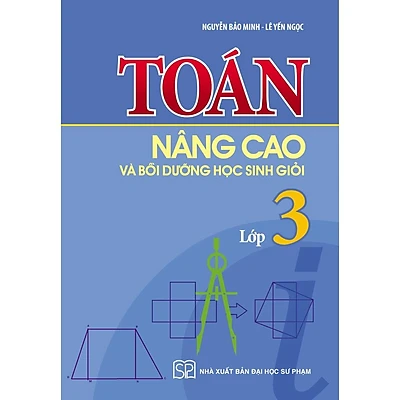 NGUYỄN BẢO MINH - LÊ YẾN NGỌC
TOÁN
NÂNG CAO
VÀ BỒI DƯỠNG HỌC SINH GIỎI
Lớp 3
SP
NHÀ XUẤT BẢN ĐẠI HỌC SƯ PHẠM